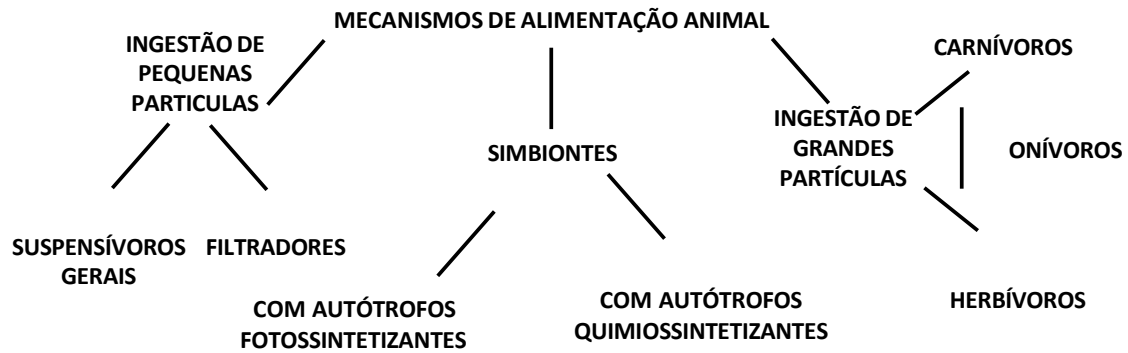 MECANISMOS DE ALIMENTAÇÃO ANIMAL
INGESTÃO DE
PEQUENAS
PARTICULAS
SUSPENSÍVOROS
GERAIS
FILTRADORES
SIMBIONTES
COM AUTÓTROFOS
FOTOSSINTETIZANTES
COM AUTÓTROFOS
QUIMIOSSINTETIZANTES
INGESTÃO DE
GRANDES
PARTÍCULAS
CARNÍVOROS
ONÍVOROS
HERBÍVOROS